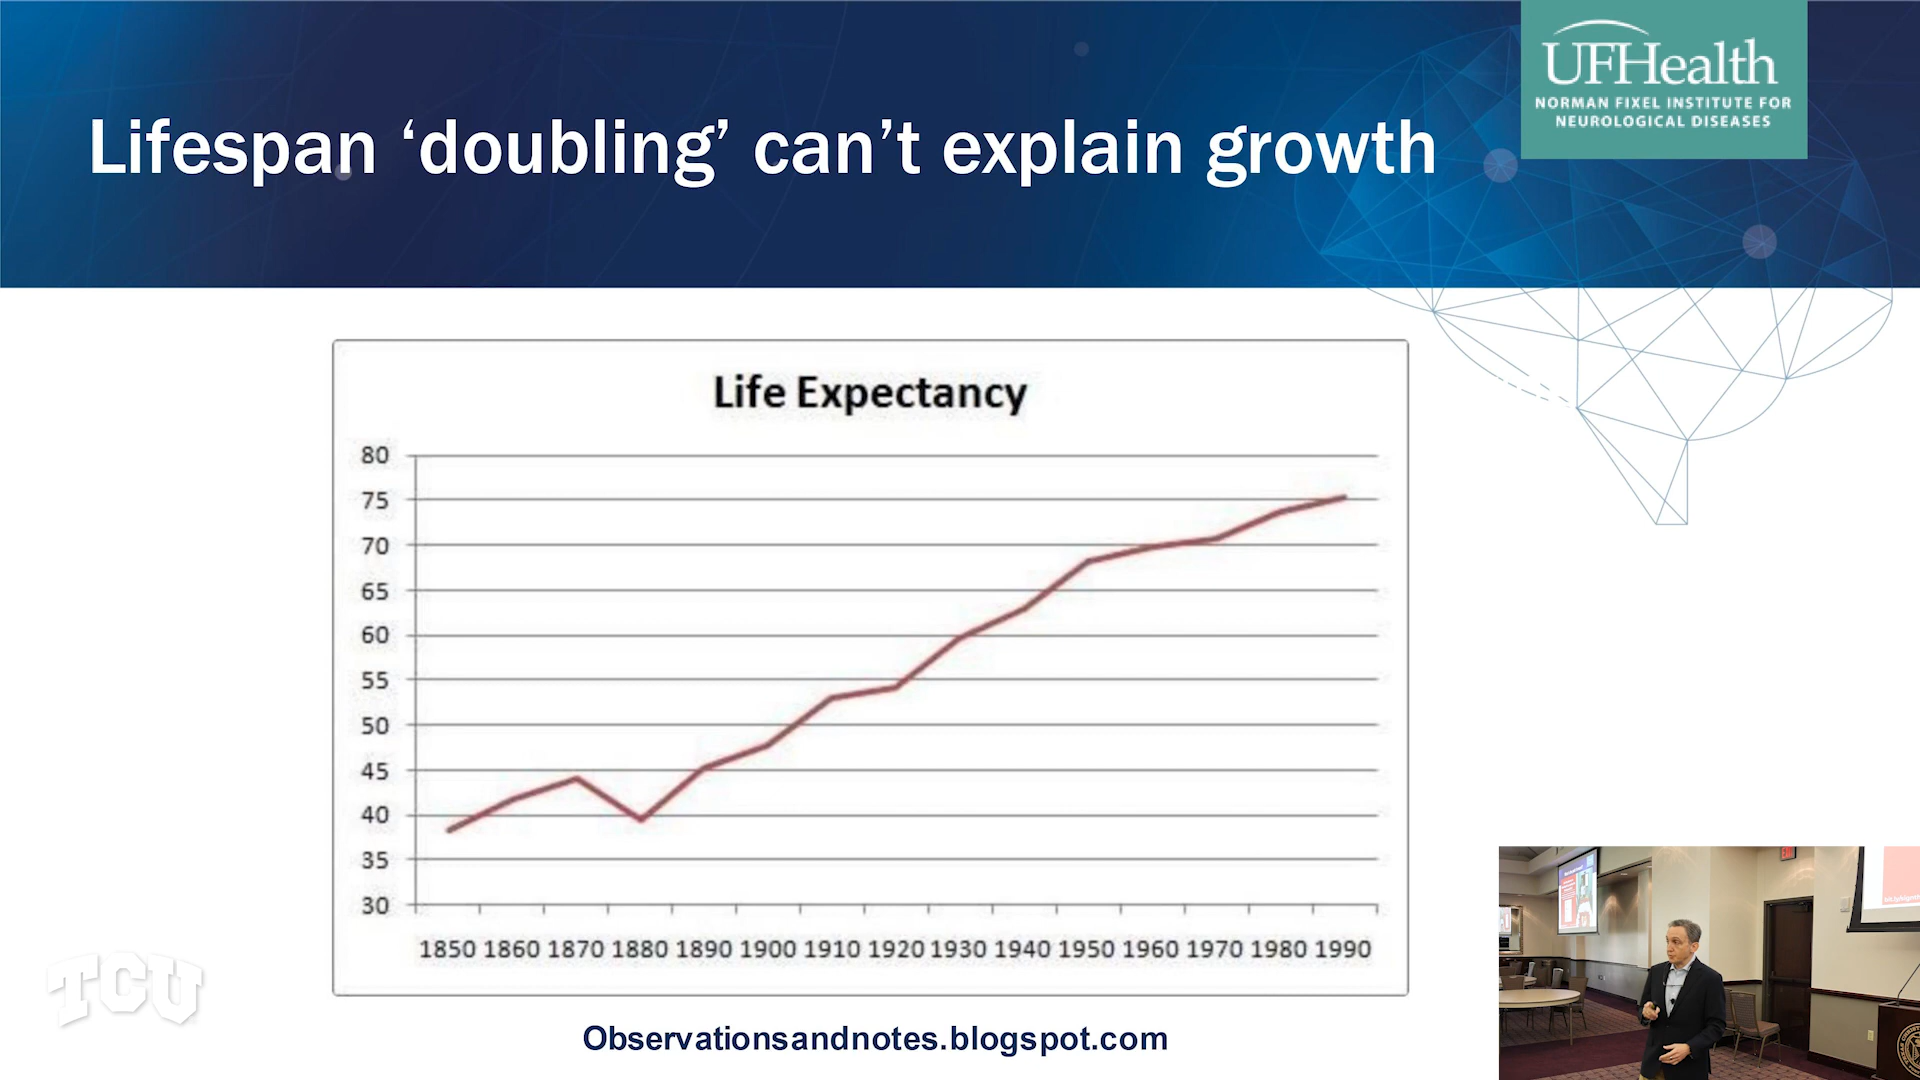 Lifespan ‘doubling’ can’t explain growth
UFHealth
NORMAN FIXEL INSTITUTE FOR
NEUROLOGICAL DISEASES
Life Expectancy
80
75
70
65
60
55
50
45
40
35
30
1850 1860 1870 1880 1890 1900 1910 1920 1930 1940 1950 1960 1970 1980 1990
Observationsandnotes.blogspot.com
TCU
EXIT